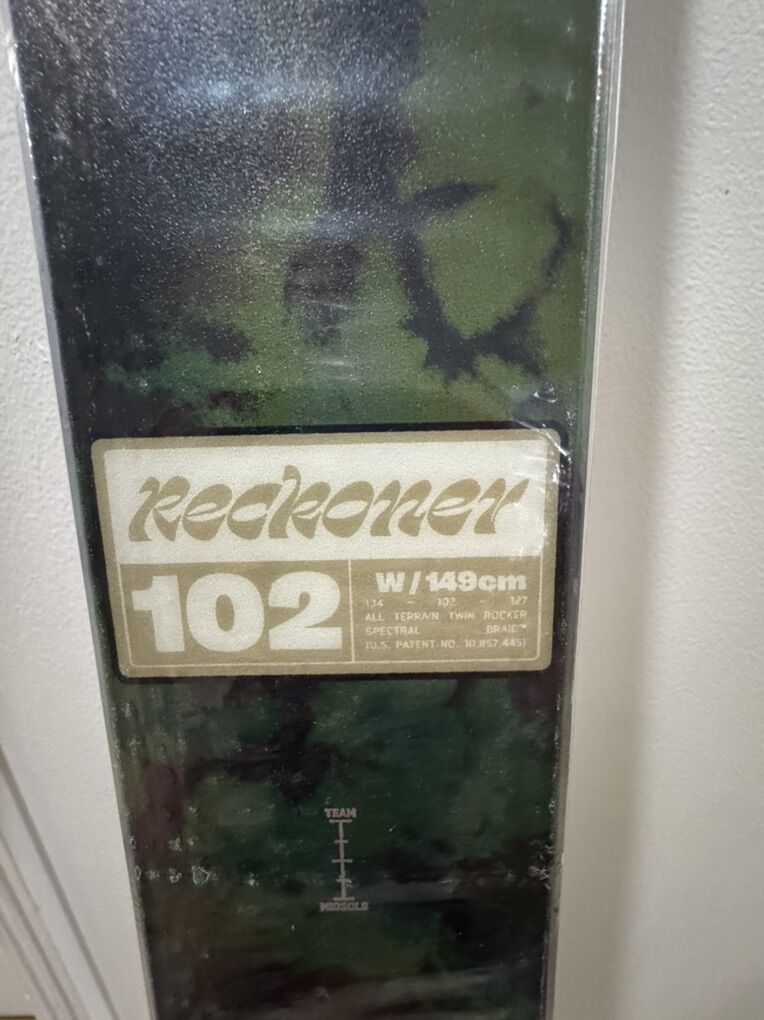 Reckoner
102
W/149cm
134 - 102 - 127
ALL TERRAIN TWIN ROCKER
SPECTRAL BRAID™
(U.S. PATENT NO. 10,857,445)
TEAM
MIDSOLE